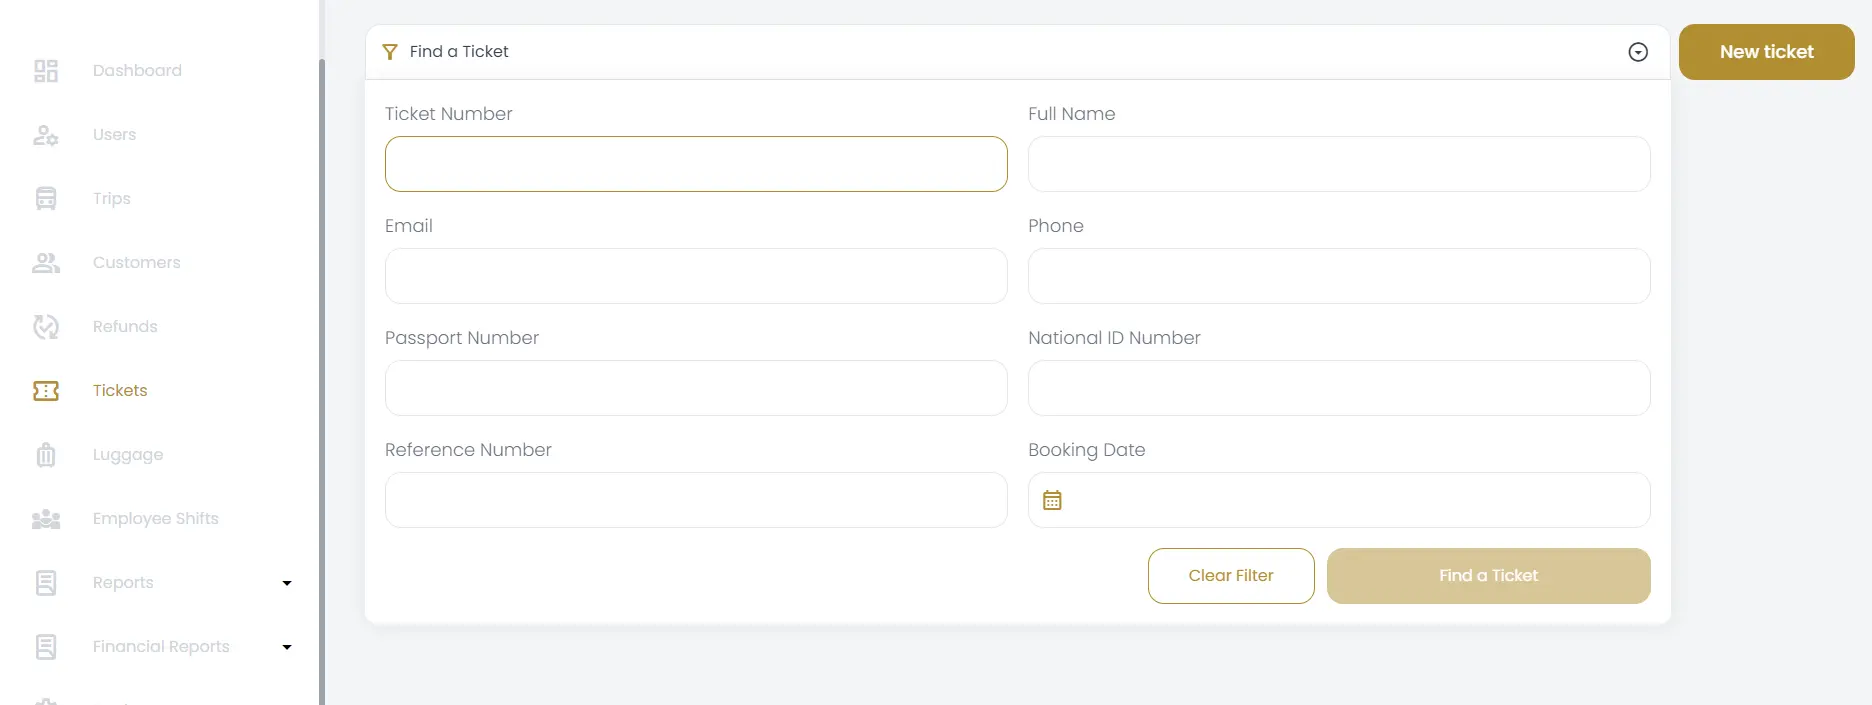 Dashboard
Users
Trips
Customers
Refunds
Tickets
Luggage
Employee Shifts
Reports
Financial Reports
Find a Ticket
New ticket
Ticket Number
Full Name
Email
Phone
Passport Number
National ID Number
Reference Number
Booking Date
Clear Filter
Find a Ticket